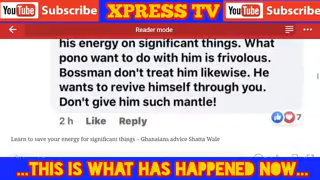 YouTube Subscribe XPRESS TV YouTube Subscribe
Reader mode
his energy on significant things. What
pono want to do with him is frivolous.
Bossman don't treat him likewise. He
wants to revive himself through you.
Don't give him such mantle!
2 h Like Reply 7
Learn to save your energy for significant things - Ghanaians advice Shatta Wale
...THIS IS WHAT HAS HAPPENED NOW...